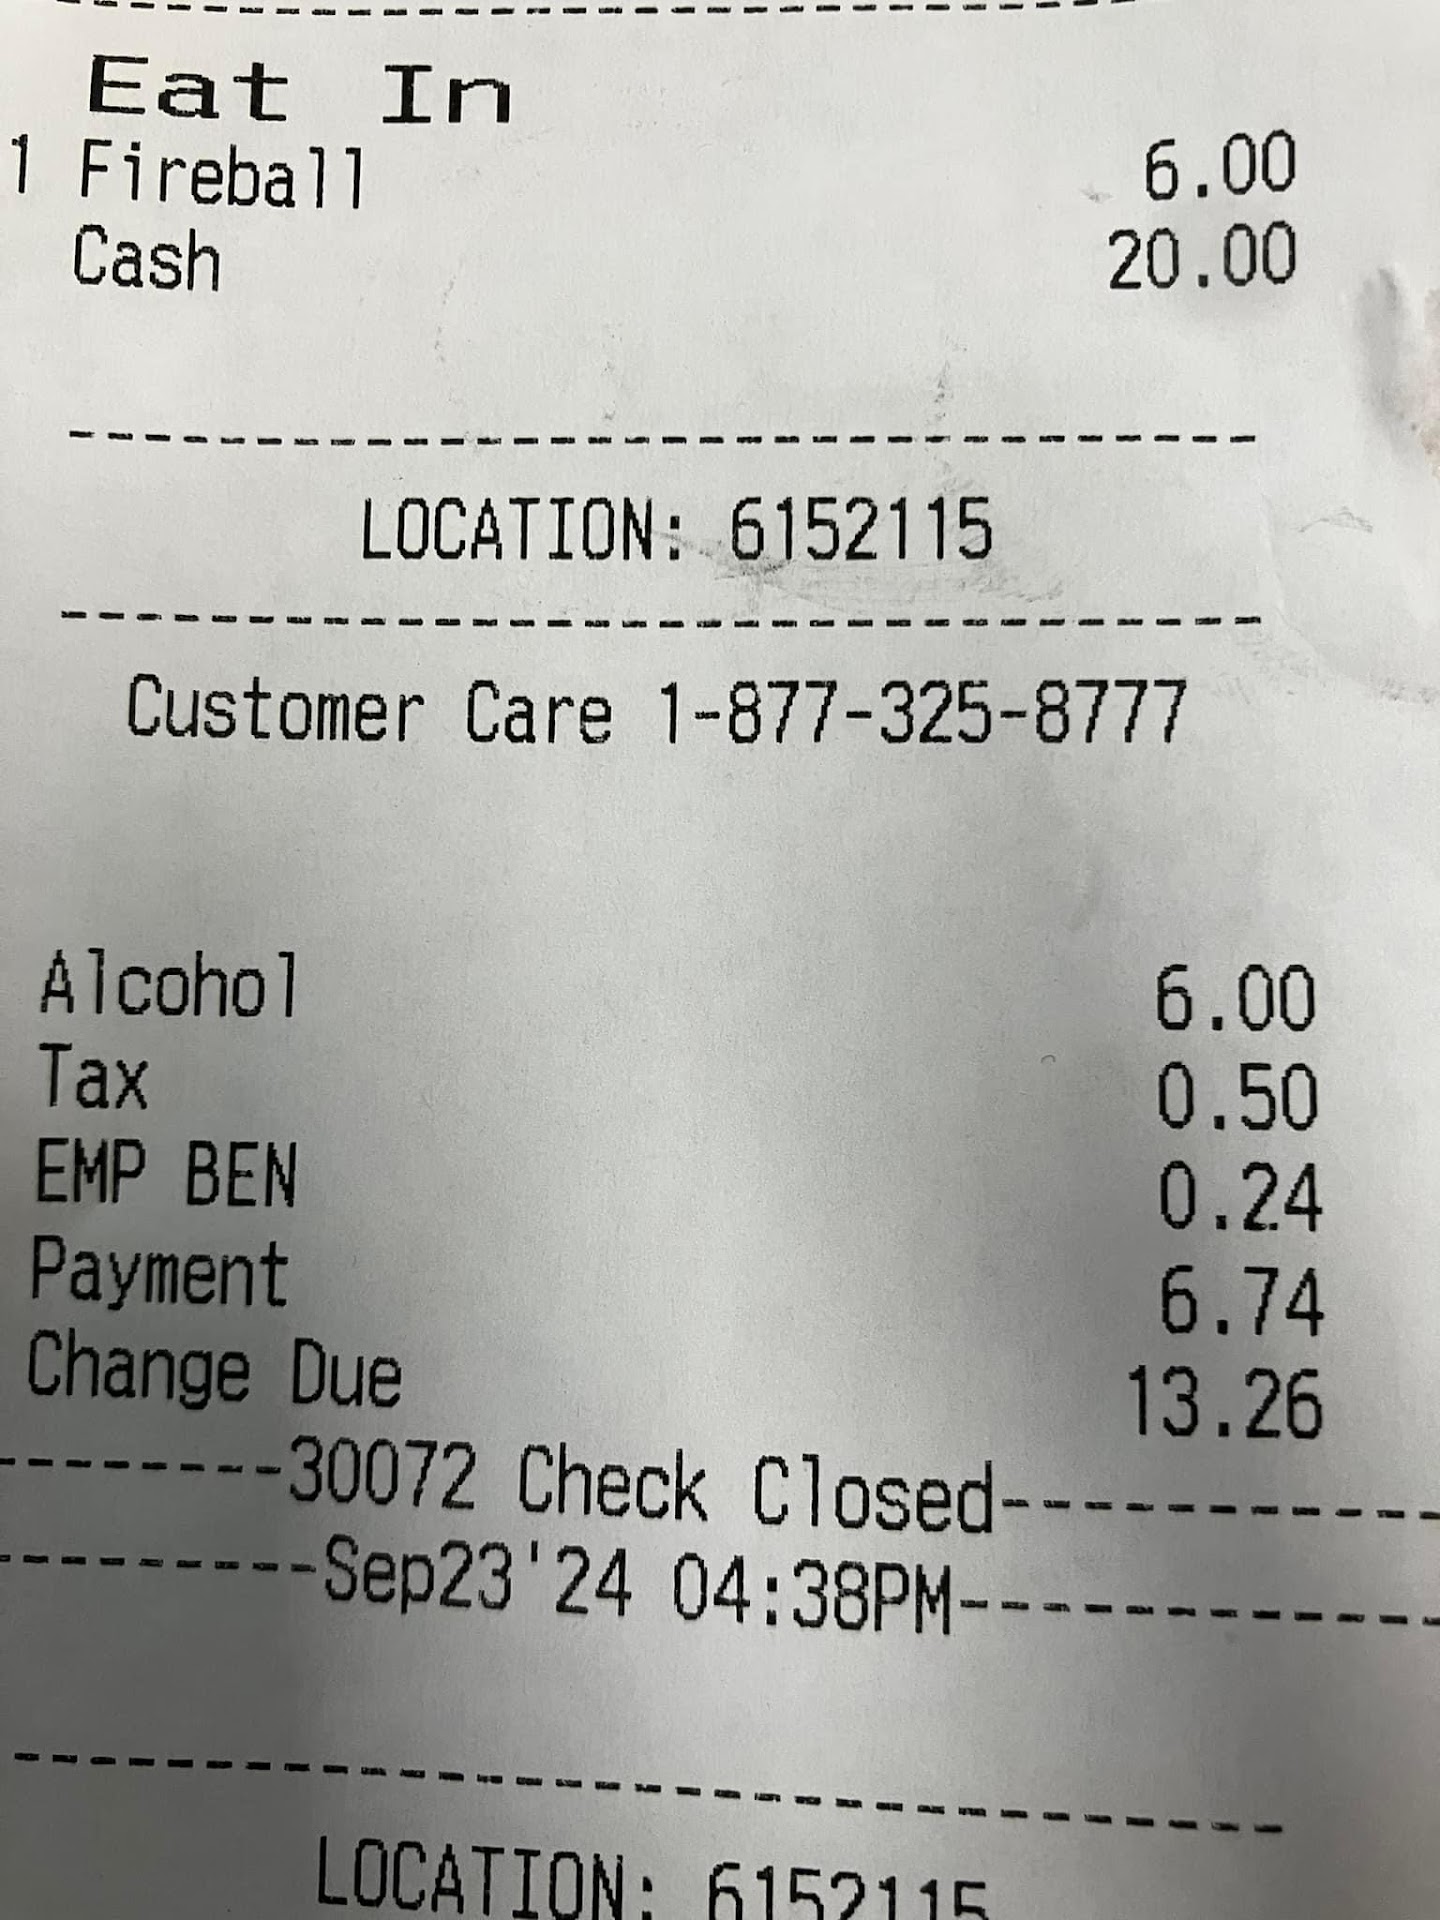 Eat In
1 Fireball 6.00
Cash 20.00
LOCATION: 6152115
Customer Care 1-877-325-8777
Alcohol 6.00
Tax 0.50
EMP BEN 0.24
Payment 6.74
Change Due 13.26
--------30072 Check Closed------------
---------Sep23'24 04:38PM-------------
LOCATION: 6152115